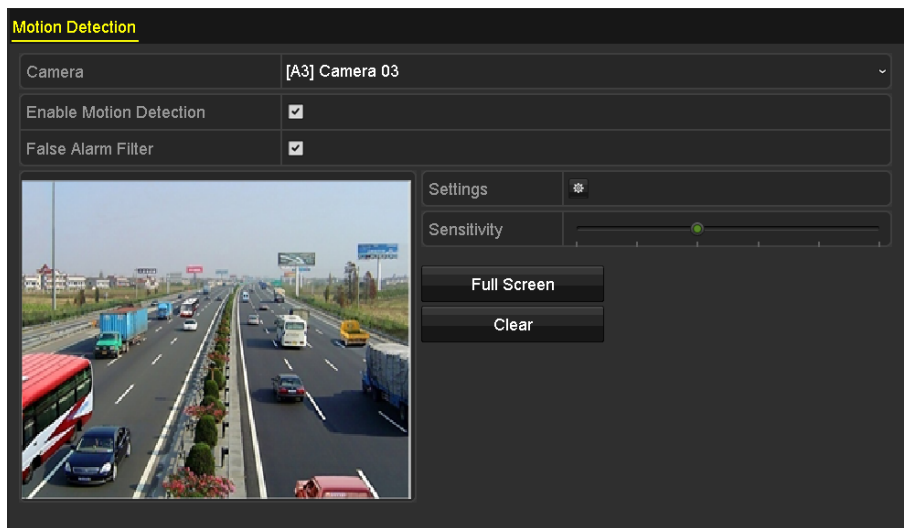 Motion Detection
Camera
[A3] Camera 03
Enable Motion Detection
False Alarm Filter
Settings
Sensitivity
Full Screen
Clear